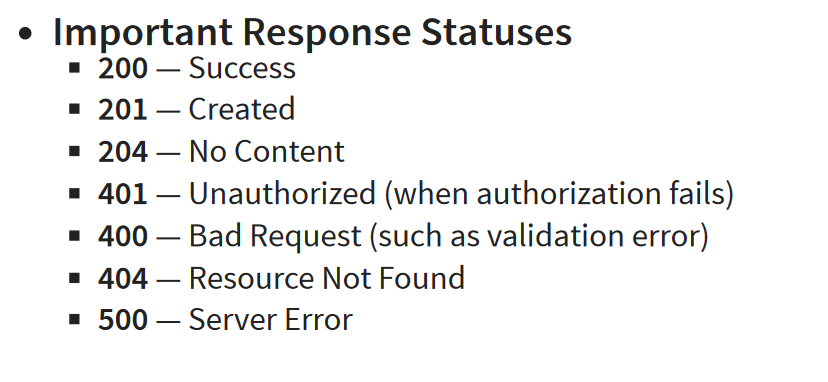 • Important Response Statuses
▪ 200 — Success
▪ 201 — Created
▪ 204 — No Content
▪ 401 — Unauthorized (when authorization fails)
▪ 400 — Bad Request (such as validation error)
▪ 404 — Resource Not Found
▪ 500 — Server Error